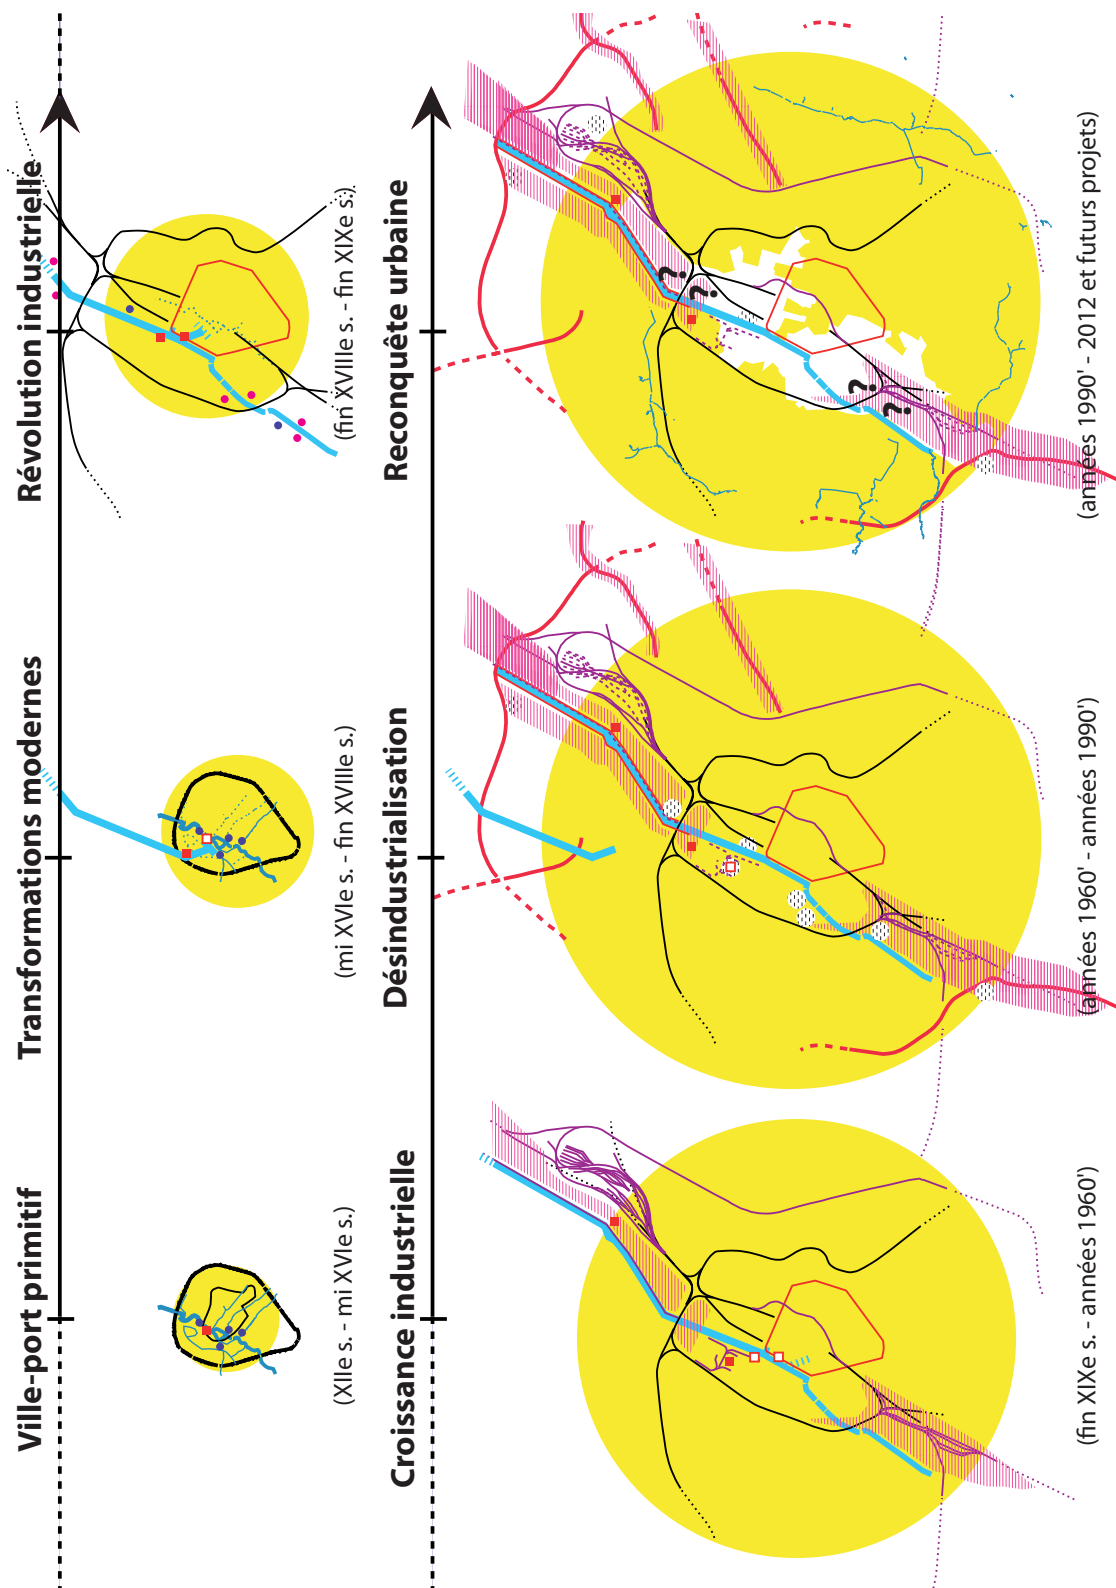 Ville-port primitif
(XIIe s. - mi XVIe s.)
Transformations modernes
(mi XVIe s. - fin XVIIIe s.)
Révolution industrielle
(fin XVIIIe s. - fin XIXe s.)
Croissance industrielle
(fin XIXe s. - années 1960')
Désindustrialisation
(années 1960' - années 1990')
Reconquête urbaine
(années 1990' - 2012 et futurs projets)
? ?
? ?